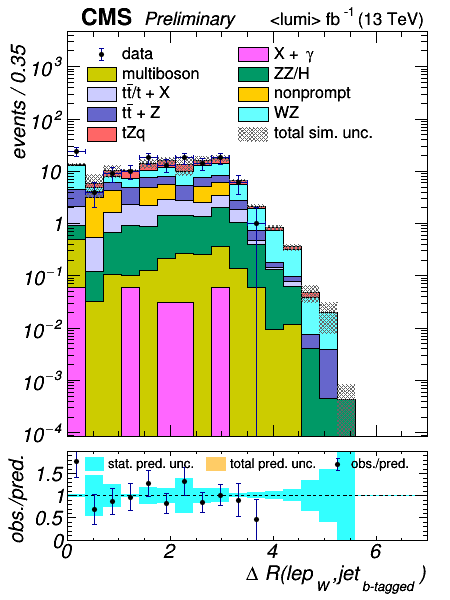 CMS Preliminary <lumi> fb⁻¹ (13 TeV)
events / 0.35
10³
10²
10
1
10⁻¹
10⁻²
10⁻³
10⁻⁴
data
multiboson
tt̄/t + X
tt̄ + Z
tZq
X + γ
ZZ/H
nonprompt
WZ
total sim. unc.
obs./pred.
1.5
1
0.5
0
stat. pred. unc. total pred. unc. obs./pred.
0 2 4 6
Δ R(lep_W,jet_b-tagged)